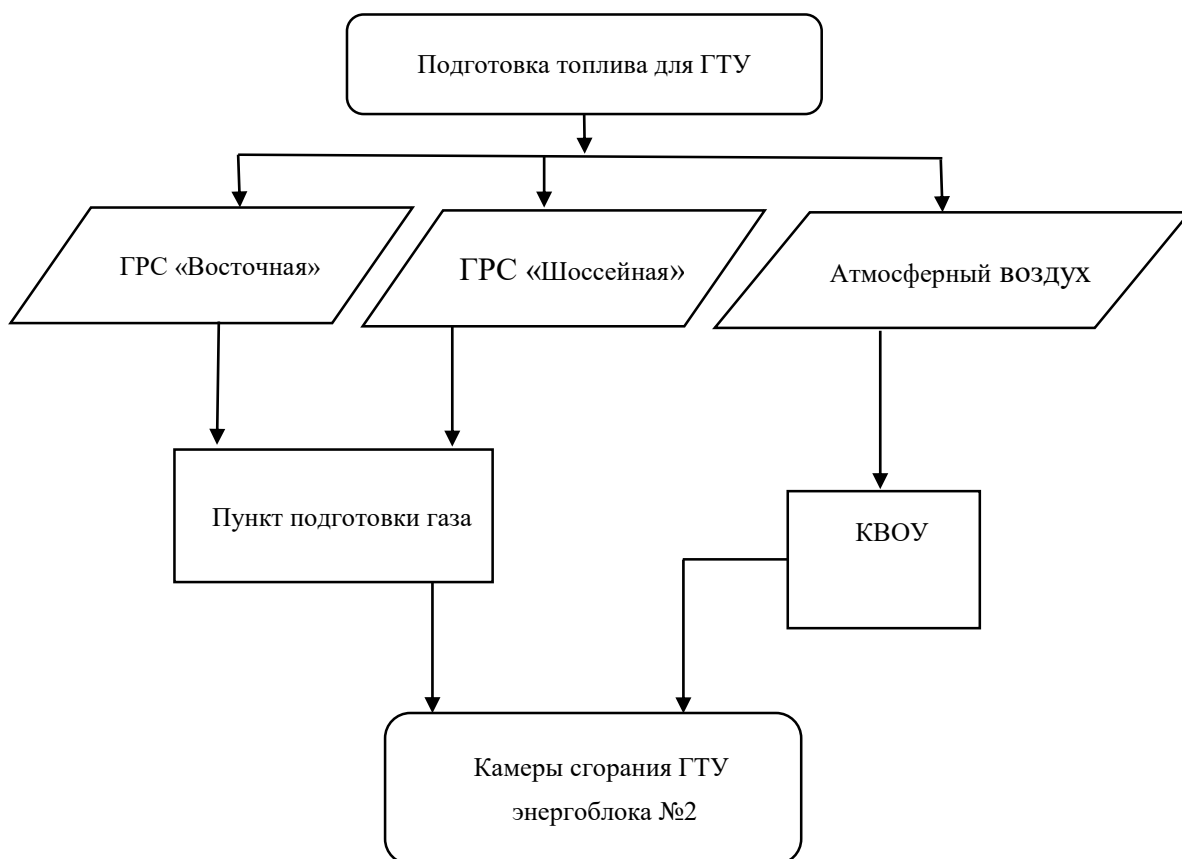 Подготовка топлива для ГТУ
ГРС «Восточная»
ГРС «Шоссейная»
Атмосферный воздух
Пункт подготовки газа
КВОУ
Камеры сгорания ГТУ
энергоблока №2